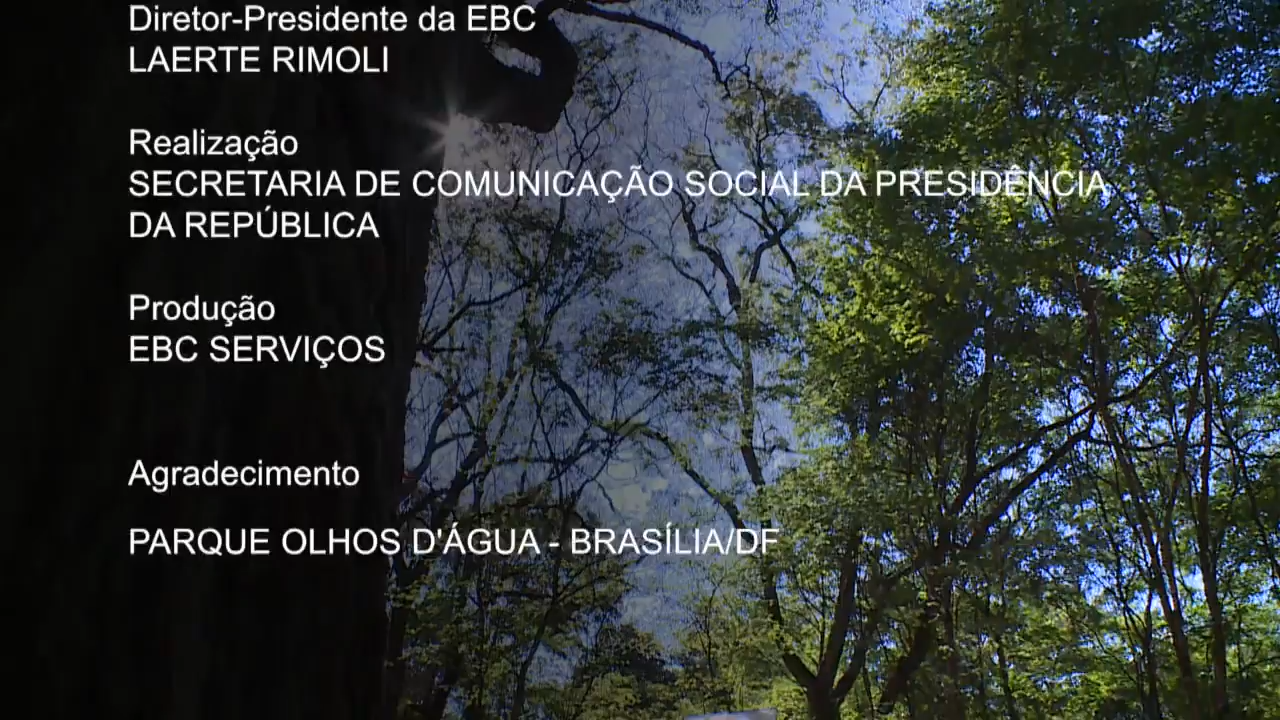 Diretor-Presidente da EBC
LAERTE RIMOLI
Realização
SECRETARIA DE COMUNICAÇÃO SOCIAL DA PRESIDÊNCIA
DA REPÚBLICA
Produção
EBC SERVIÇOS
Agradecimento
PARQUE OLHOS D'ÁGUA - BRASÍLIA/DF